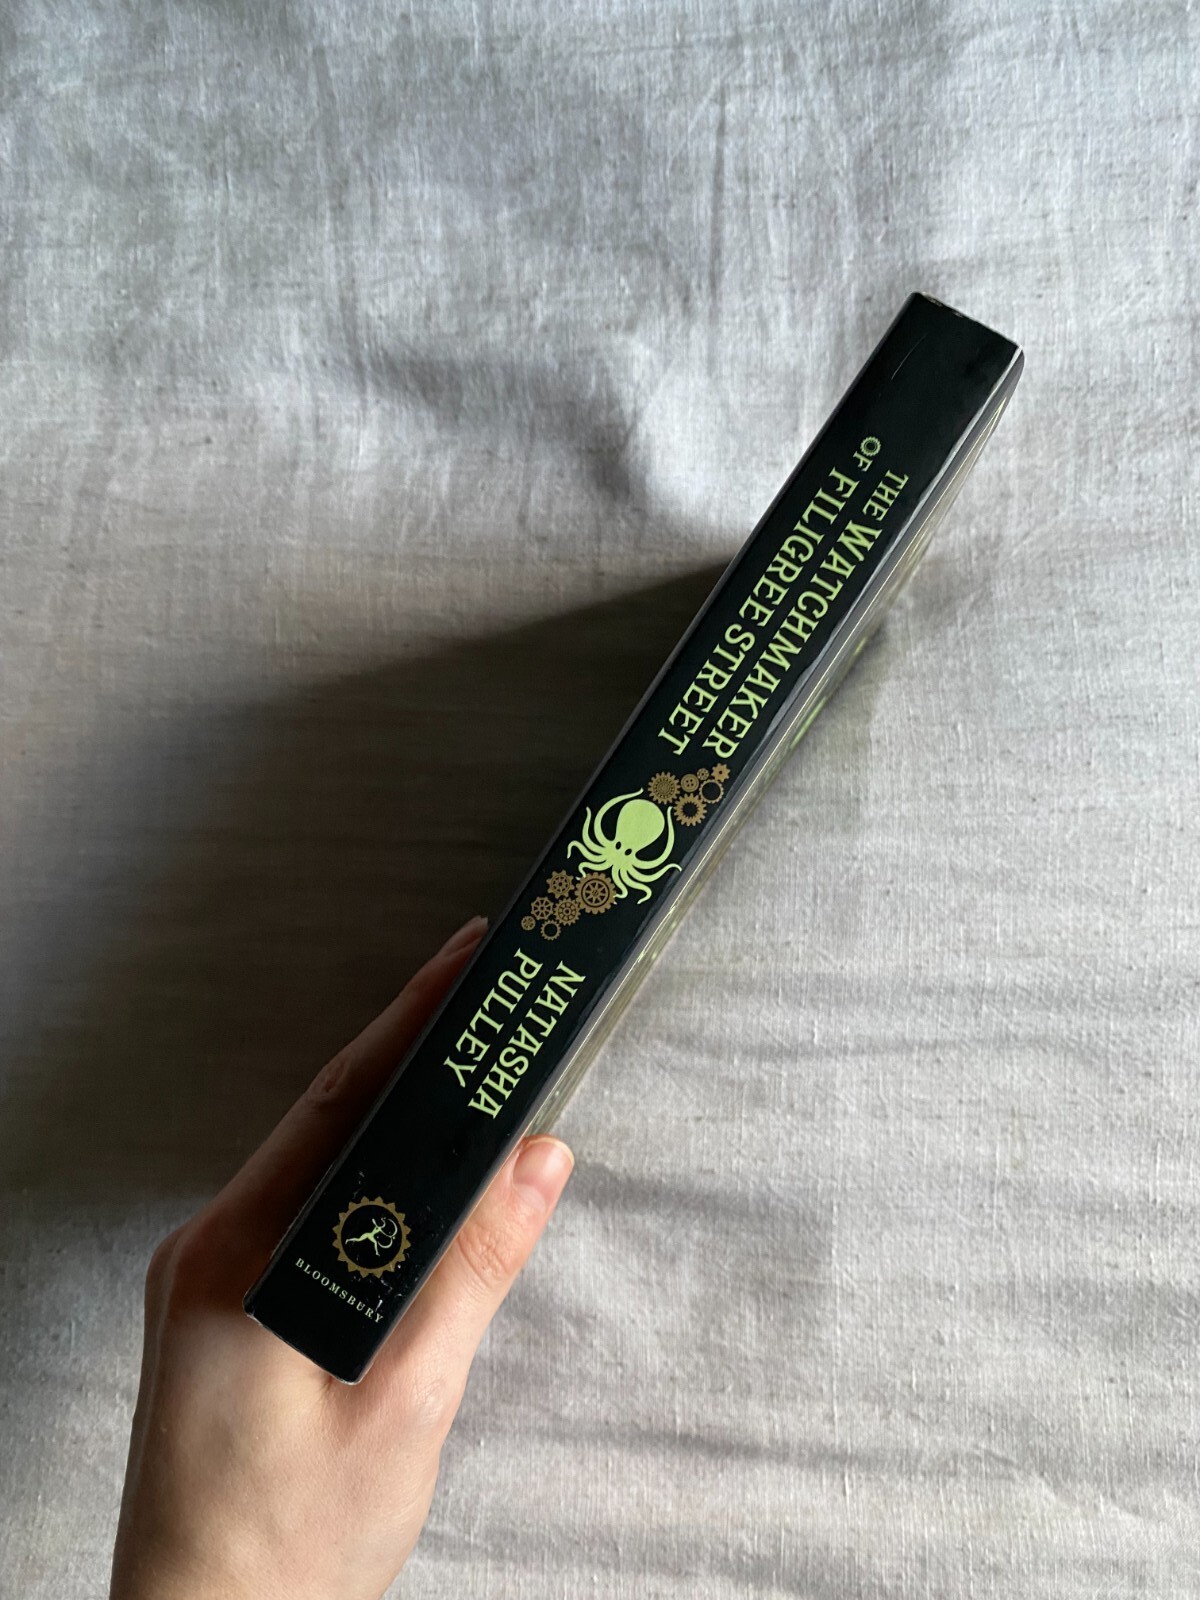 THE WATCHMAKER
OF FILIGREE STREET
NATASHA
PULLEY
BLOOMSBURY